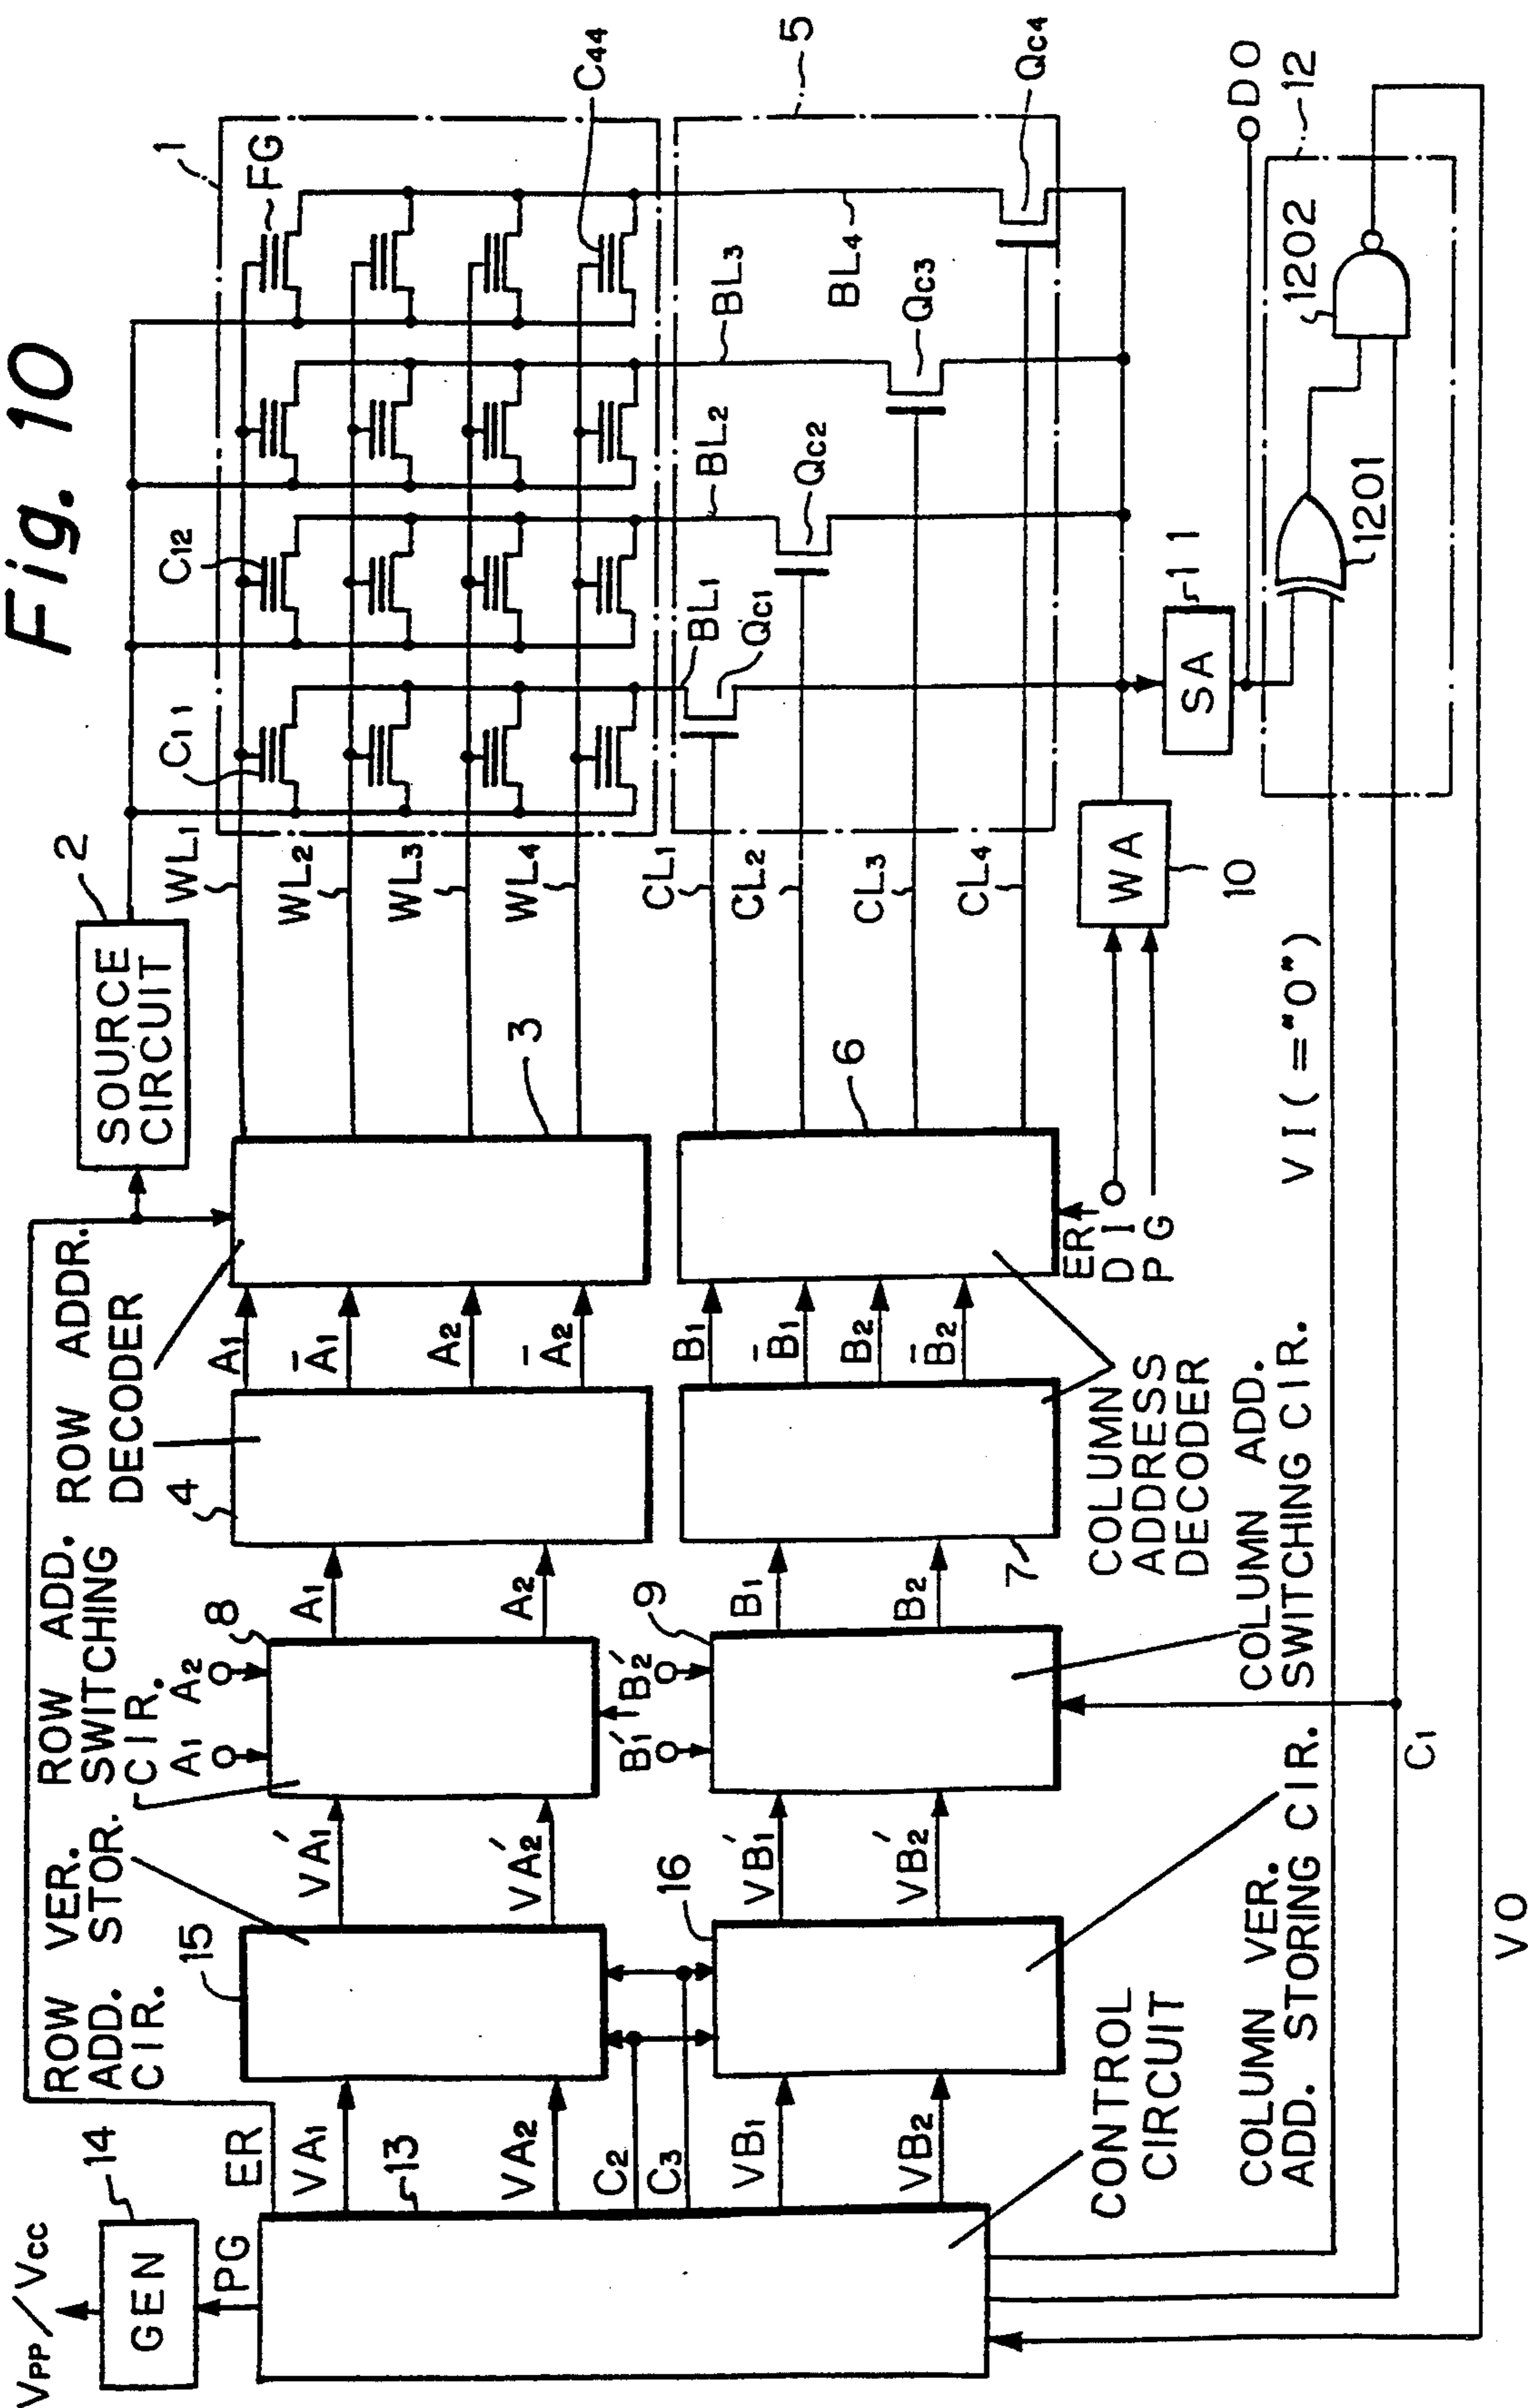 Fig. 10
VPP/VCC
GEN
14
PG
ER
VA1
13
VA2
C2
C3
VB1
VB2
CONTROL
CIRCUIT
ROW VER.
ADD. STOR.
CIR.
15
VA1'
VA2'
16
VB1'
VB2'
COLUMN VER.
ADD. STORING CIR.
ROW ADD.
SWITCHING
CIR.
A1
A2
8
B1'
B2'
9
A1
A2
B1
B2
COLUMN ADD.
SWITCHING CIR.
C1
VO
ROW ADDR.
DECODER
4
7
A1
Ā1
A2
Ā2
B1
B̄1
B2
B̄2
COLUMN
ADDRESS
DECODER
3
6
ER
DI
PG
VI(="0")
SOURCE
CIRCUIT
2
WL1
WL2
WL3
WL4
CL1
CL2
CL3
CL4
WA
10
1
C11
C12
FG
C44
5
BL1
QC1
BL2
QC2
BL3
QC3
BL4
QC4
SA
11
DO
12
1201
1202